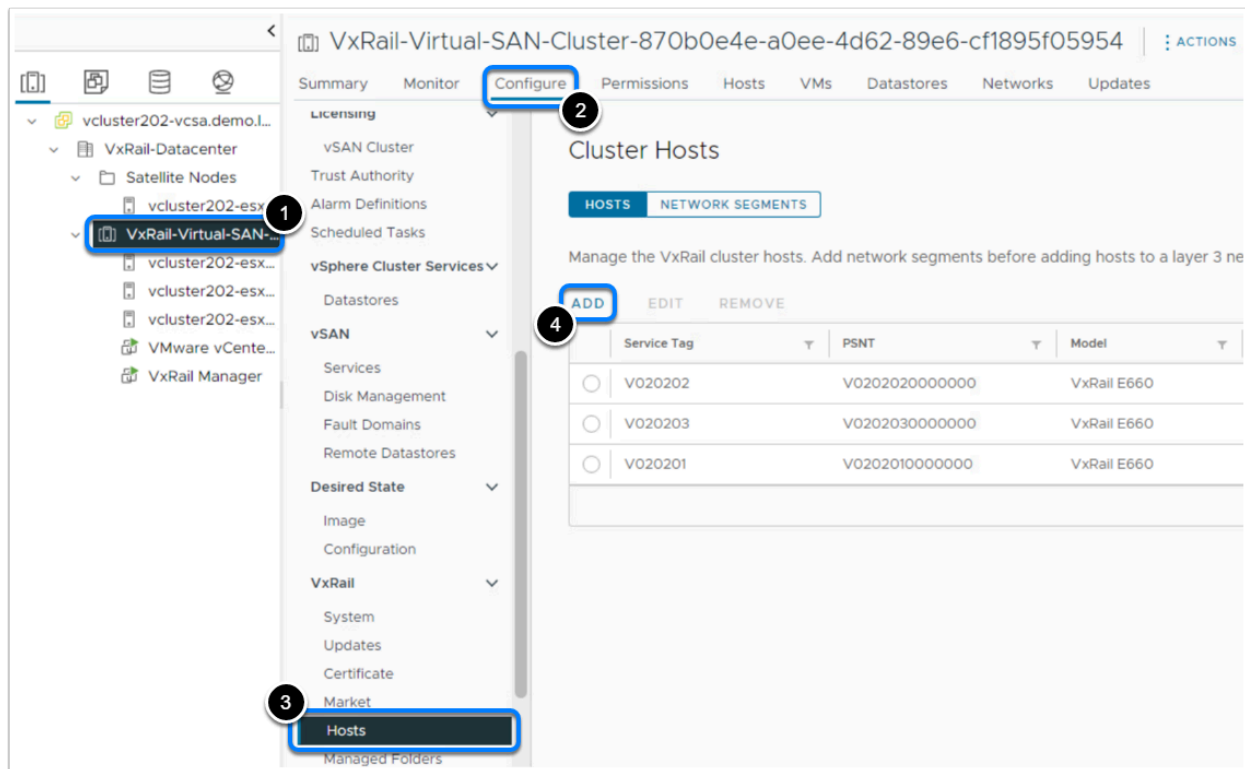 VxRail-Virtual-SAN-Cluster-870b0e4e-a0ee-4d62-89e6-cf1895f05954
ACTIONS
Summary Monitor Configure Permissions Hosts VMs Datastores Networks Updates
2
vcluster202-vcsa.demo.l...
VxRail-Datacenter
Satellite Nodes
vcluster202-esx
1
VxRail-Virtual-SAN-...
vcluster202-esx...
vcluster202-esx...
vcluster202-esx...
VMware vCente...
VxRail Manager
Licensing
vSAN Cluster
Trust Authority
Alarm Definitions
Scheduled Tasks
vSphere Cluster Services
Datastores
vSAN
Services
Disk Management
Fault Domains
Remote Datastores
Desired State
Image
Configuration
VxRail
System
Updates
Certificate
Market
3
Hosts
Managed Folders
Cluster Hosts
HOSTS NETWORK SEGMENTS
Manage the VxRail cluster hosts. Add network segments before adding hosts to a layer 3 ne
ADD EDIT REMOVE
4
Service Tag PSNT Model
V020202 V0202020000000 VxRail E660
V020203 V0202030000000 VxRail E660
V020201 V0202010000000 VxRail E660